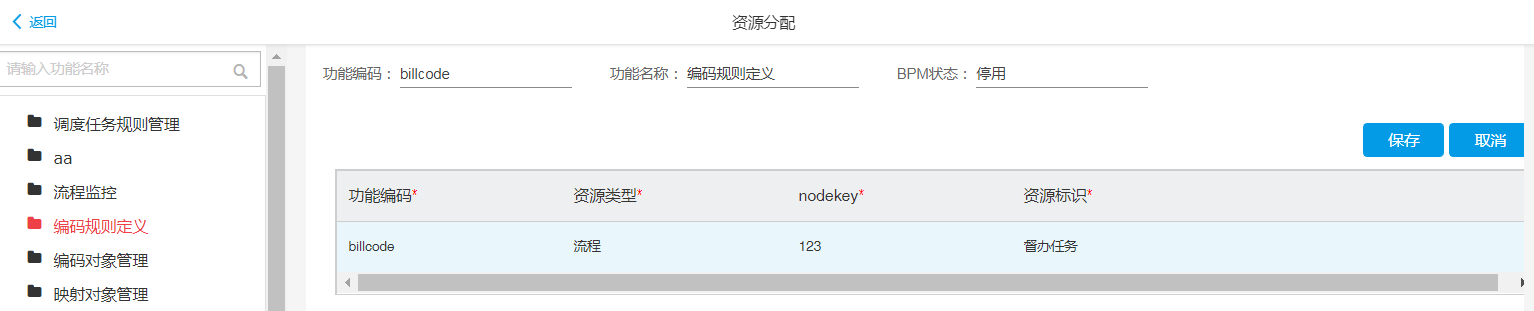 返回
资源分配
请输入功能名称
调度任务规则管理
aa
流程监控
编码规则定义
编码对象管理
映射对象管理
功能编码： billcode 功能名称： 编码规则定义 BPM状态： 停用
保存 取消
功能编码* 资源类型* nodekey* 资源标识*
billcode 流程 123 督办任务